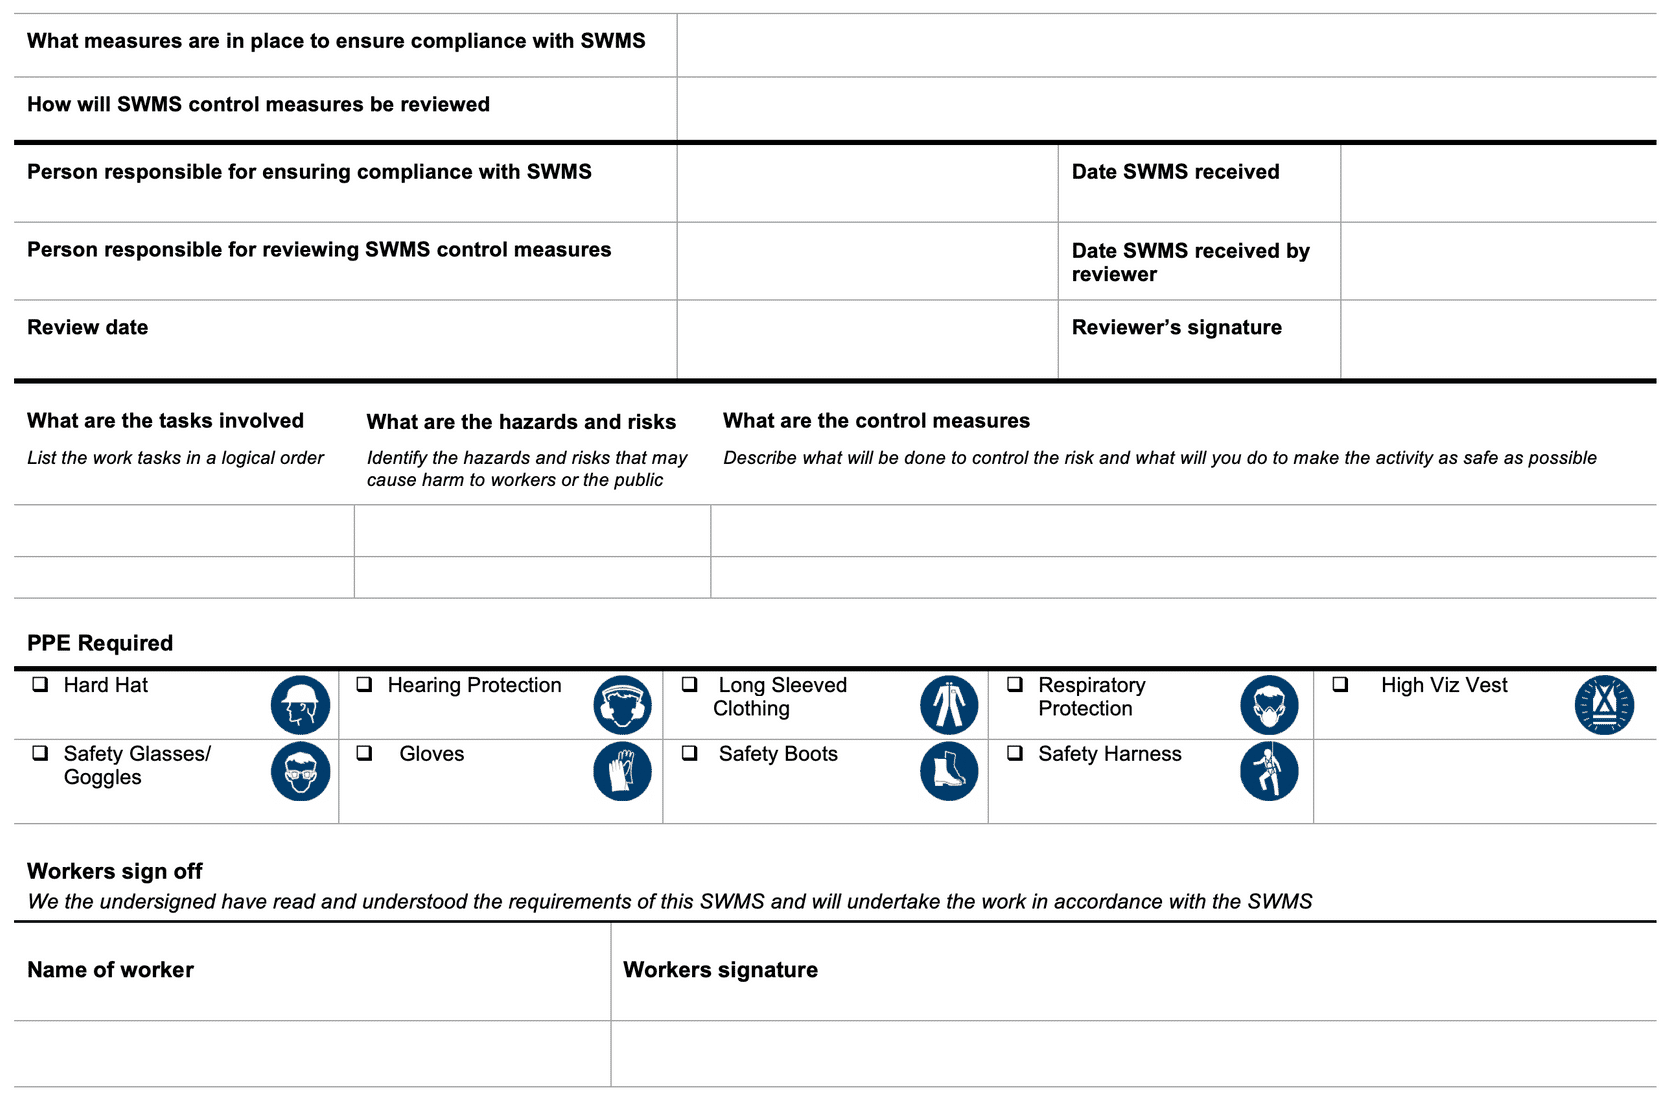 What measures are in place to ensure compliance with SWMS
How will SWMS control measures be reviewed
Person responsible for ensuring compliance with SWMS
Date SWMS received
Person responsible for reviewing SWMS control measures
Date SWMS received by
reviewer
Review date
Reviewer’s signature
What are the tasks involved
List the work tasks in a logical order
What are the hazards and risks
Identify the hazards and risks that may
cause harm to workers or the public
What are the control measures
Describe what will be done to control the risk and what will you do to make the activity as safe as possible
PPE Required
Hard Hat
Hearing Protection
Long Sleeved
Clothing
Respiratory
Protection
High Viz Vest
Safety Glasses/
Goggles
Gloves
Safety Boots
Safety Harness
Workers sign off
We the undersigned have read and understood the requirements of this SWMS and will undertake the work in accordance with the SWMS
Name of worker
Workers signature